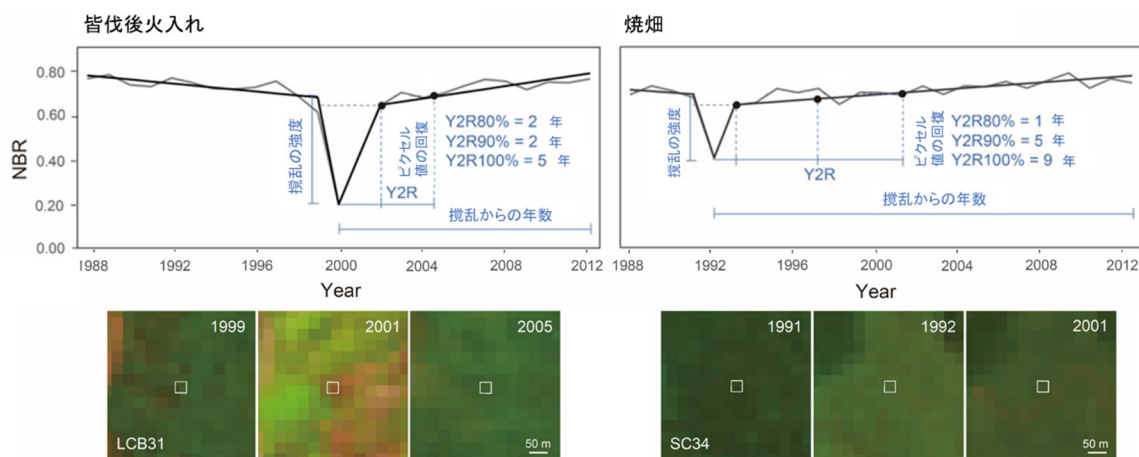 皆伐後火入れ
NBR
0.80
0.60
0.40
0.20
0.00
撹乱の強度
Y2R
ピクセル
値の回復
Y2R80% = 2 年
Y2R90% = 2 年
Y2R100% = 5 年
撹乱からの年数
1988
1992
1996
2000
2004
2008
2012
Year
焼畑
撹乱の強度
Y2R
ピクセル
値の回復
Y2R80% = 1 年
Y2R90% = 5 年
Y2R100% = 9 年
撹乱からの年数
1988
1992
1996
2000
2004
2008
2012
Year
1999
LCB31
2001
2005
50 m
1991
SC34
1992
2001
50 m